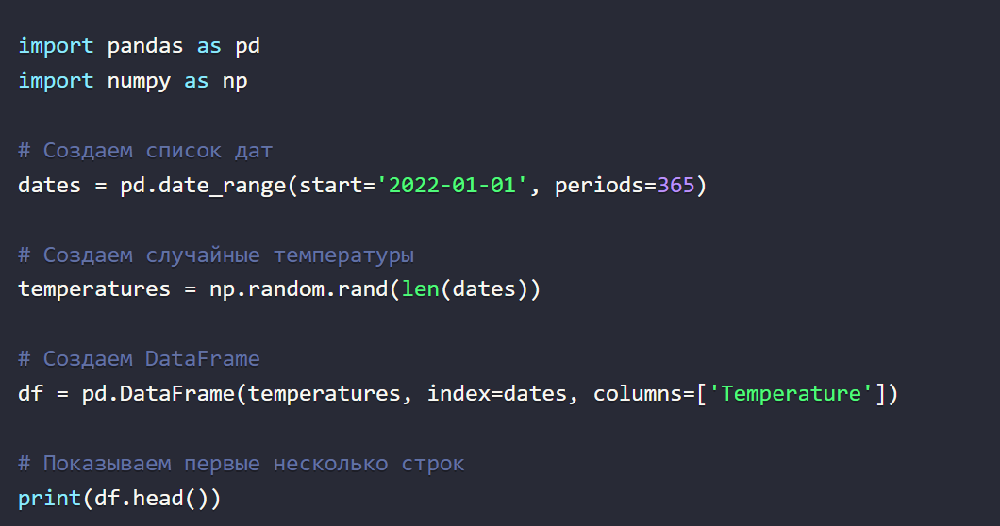 import pandas as pd
import numpy as np
# Создаем список дат
dates = pd.date_range(start='2022-01-01', periods=365)
# Создаем случайные температуры
temperatures = np.random.rand(len(dates))
# Создаем DataFrame
df = pd.DataFrame(temperatures, index=dates, columns=['Temperature'])
# Показываем первые несколько строк
print(df.head())